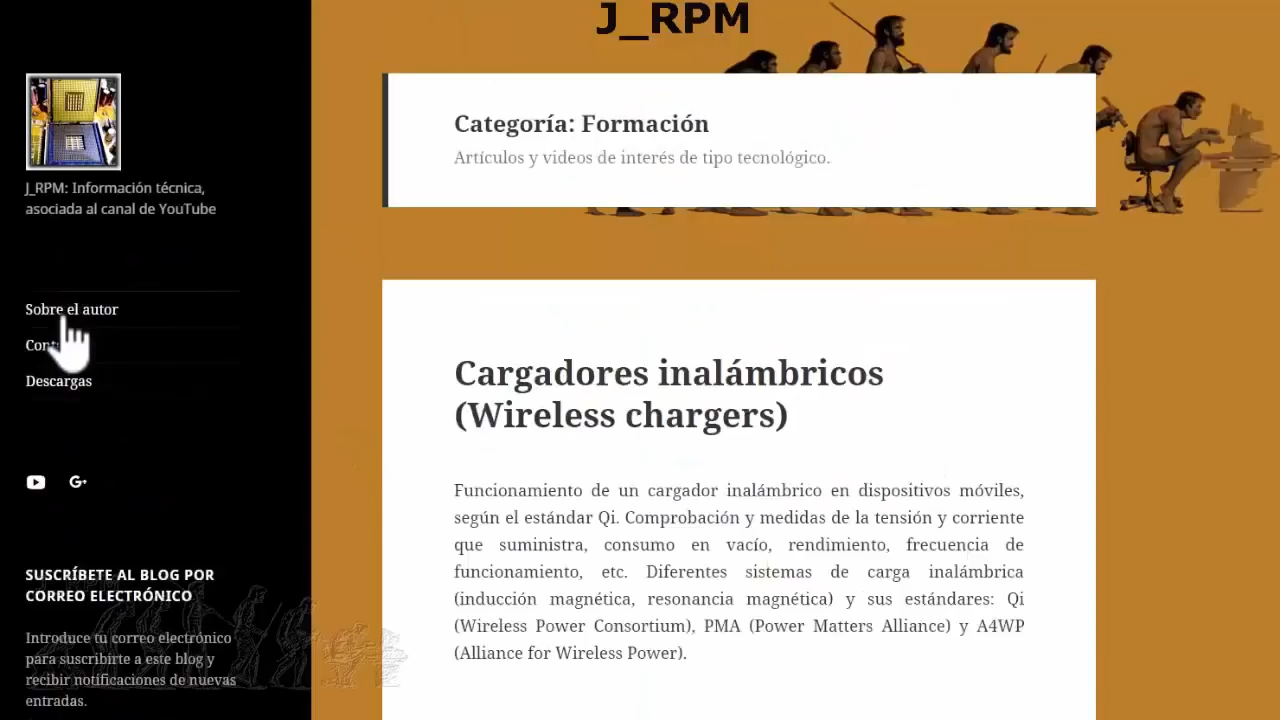 J_RPM
J_RPM: Información técnica,
asociada al canal de YouTube
Sobre el autor
Descargas
G+
SUSCRÍBETE AL BLOG POR
CORREO ELECTRÓNICO
Introduce tu correo electrónico
para suscribirte a este blog y
recibir notificaciones de nuevas
entradas.
Categoría: Formación
Artículos y videos de interés de tipo tecnológico.
Cargadores inalámbricos
(Wireless chargers)
Funcionamiento de un cargador inalámbrico en dispositivos móviles,
según el estándar Qi. Comprobación y medidas de la tensión y corriente
que suministra, consumo en vacío, rendimiento, frecuencia de
funcionamiento, etc. Diferentes sistemas de carga inalámbrica
(inducción magnética, resonancia magnética) y sus estándares: Qi
(Wireless Power Consortium), PMA (Power Matters Alliance) y A4WP
(Alliance for Wireless Power).